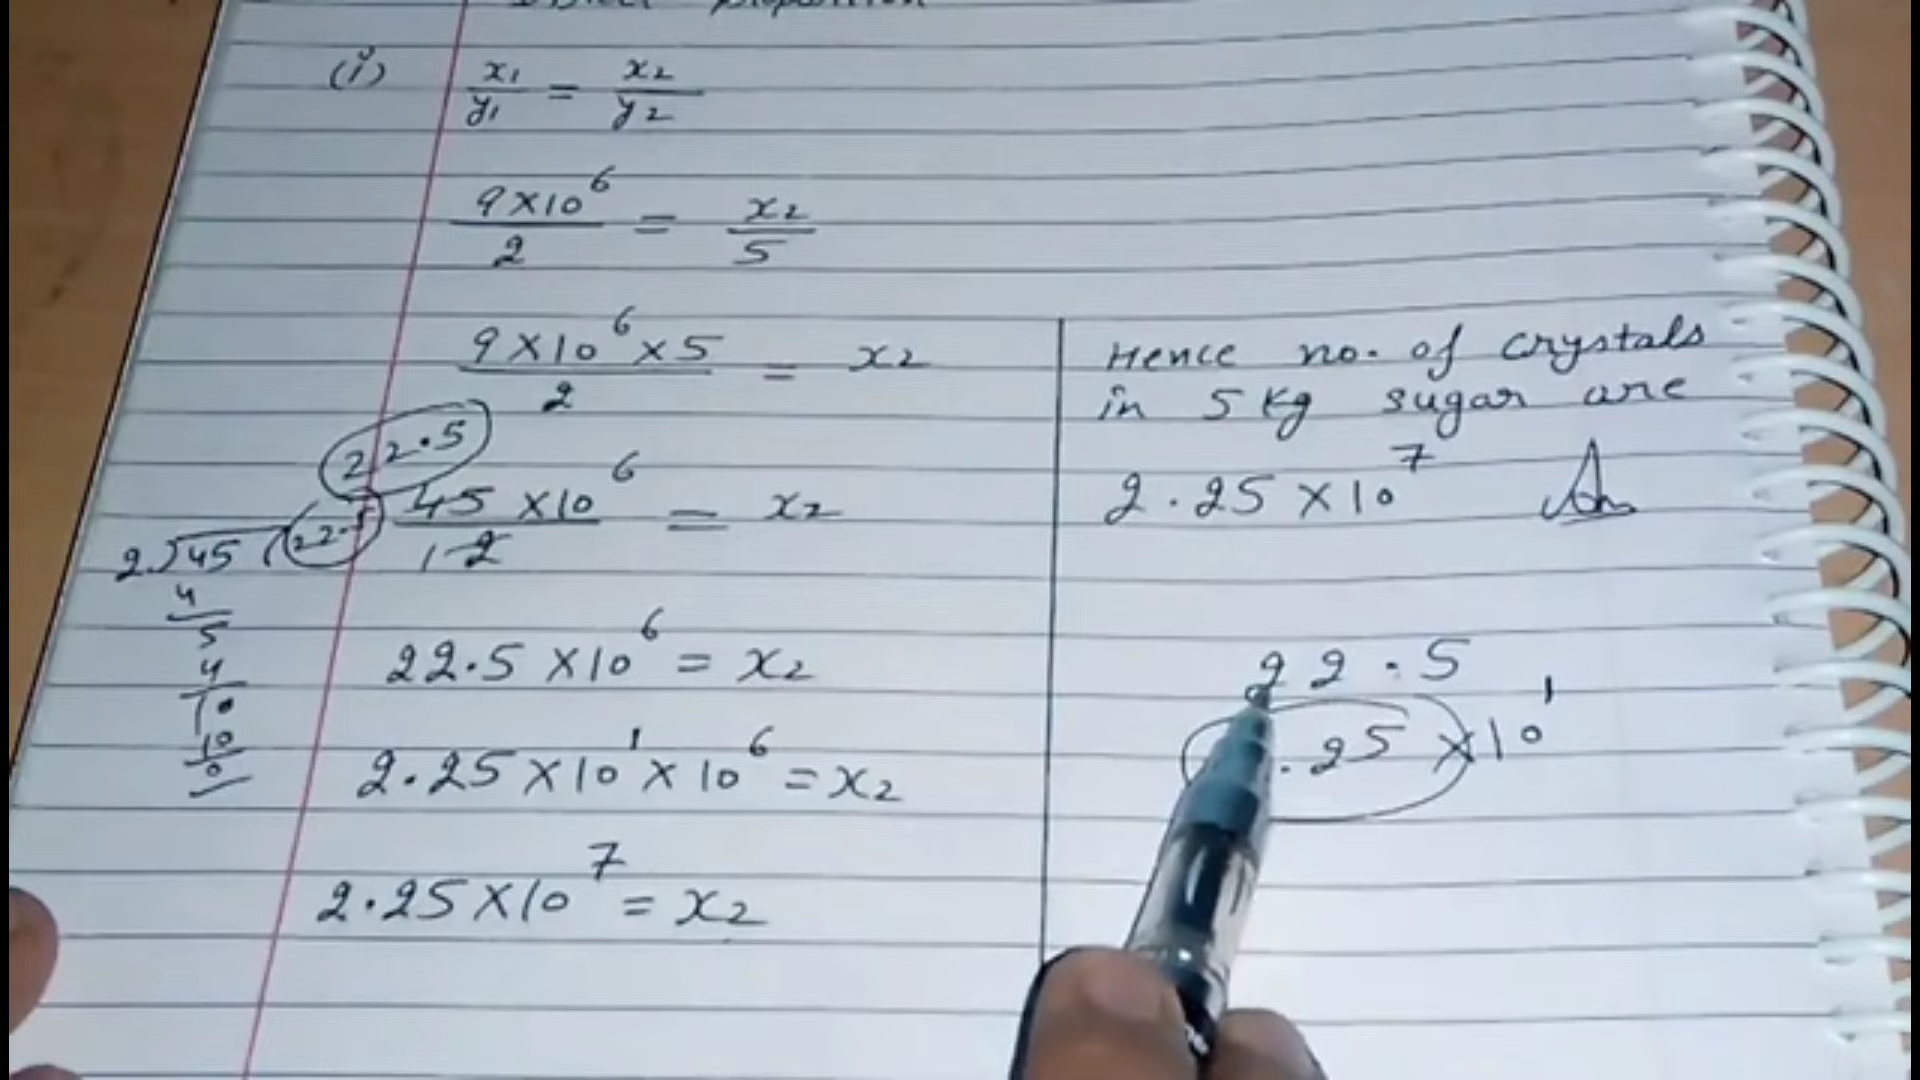 Direct proportion
(i) x₁/y₁ = x₂/y₂
9×10⁶/2 = x₂/5
9×10⁶×5/2 = x₂
22.5
45×10⁶/2 = x₂
1
2)45(22.5
4
5
4
10
10
0
22.5×10⁶ = x₂
2.25×10¹×10⁶ = x₂
2.25×10⁷ = x₂
Hence no. of crystals
in 5 kg sugar are
2.25×10⁷ Ans
22.5
.25×10¹